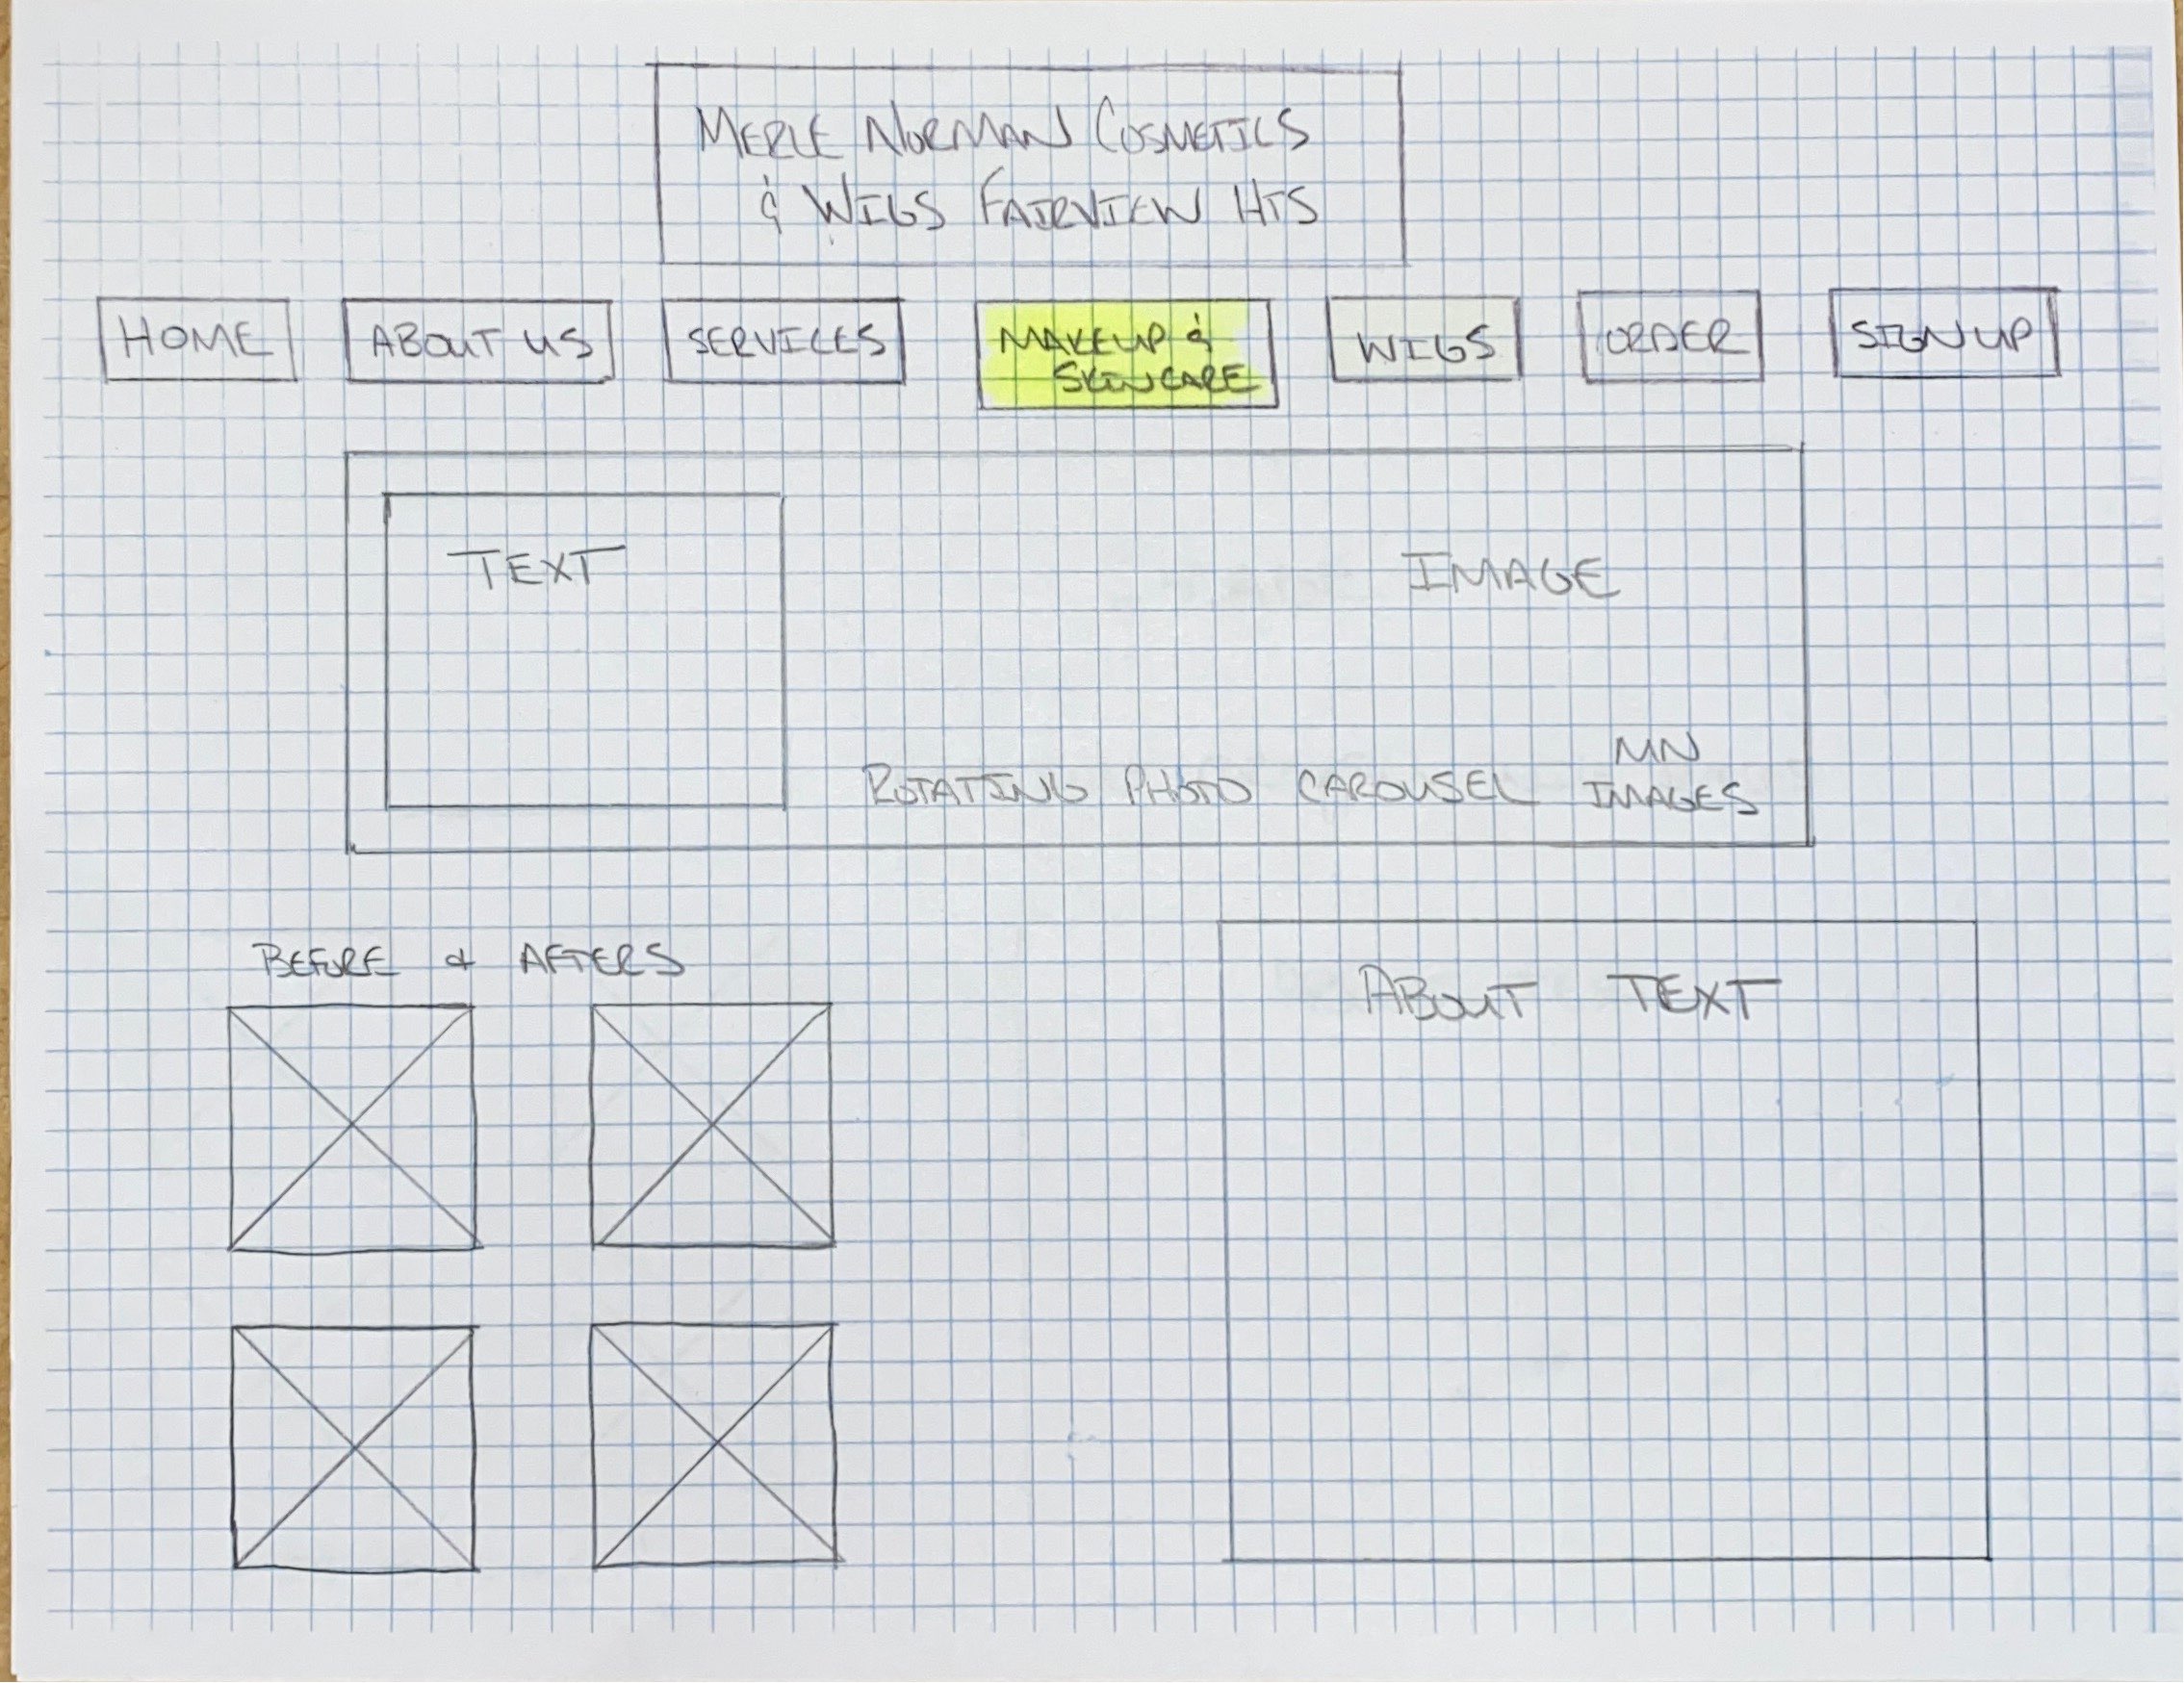 MERLE NORMAN COSMETICS
& WIGS FAIRVIEW HTS
HOME
ABOUT US
SERVICES
MAKEUP &
SKINCARE
WIGS
ORDER
SIGN UP
TEXT
IMAGE
ROTATING PHOTO CAROUSEL MN
IMAGES
BEFORE & AFTERS
ABOUT TEXT